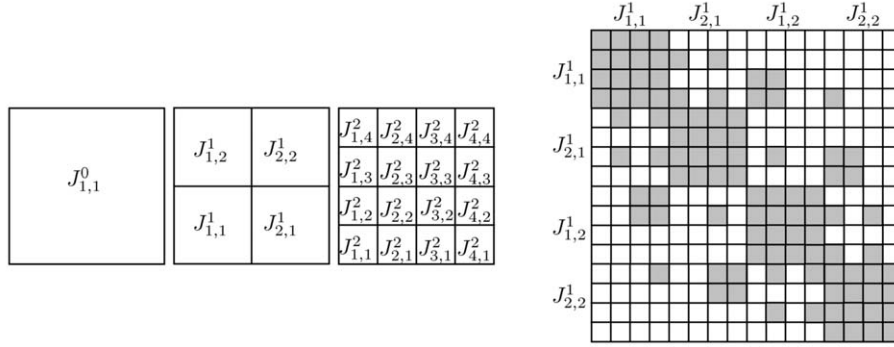 J^1_{1,1} J^1_{2,1} J^1_{1,2} J^1_{2,2}
J^1_{1,1}
J^1_{2,1}
J^1_{1,2}
J^1_{2,2}
J^0_{1,1}
J^1_{1,2} J^1_{2,2}
J^1_{1,1} J^1_{2,1}
J^2_{1,4} J^2_{2,4} J^2_{3,4} J^2_{4,4}
J^2_{1,3} J^2_{2,3} J^2_{3,3} J^2_{4,3}
J^2_{1,2} J^2_{2,2} J^2_{3,2} J^2_{4,2}
J^2_{1,1} J^2_{2,1} J^2_{3,1} J^2_{4,1}